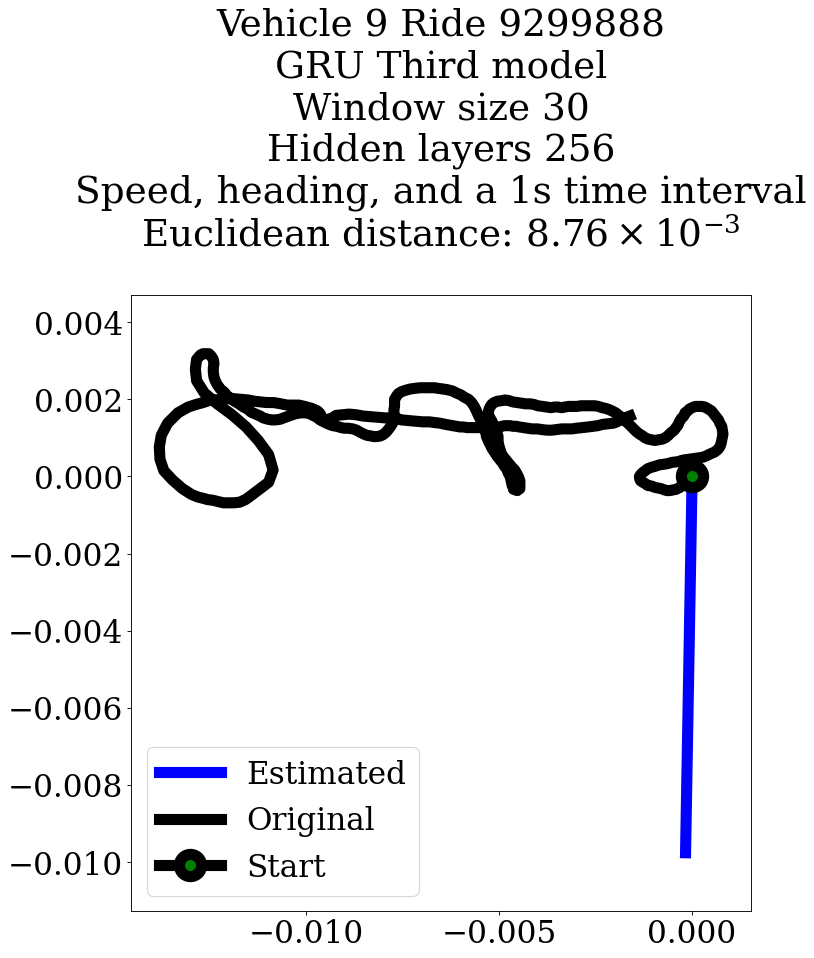 Vehicle 9 Ride 9299888
GRU Third model
Window size 30
Hidden layers 256
Speed, heading, and a 1s time interval
Euclidean distance: 8.76 × 10⁻³
0.004
0.002
0.000
−0.002
−0.004
−0.006
−0.008
−0.010
Estimated
Original
Start
−0.010 −0.005 0.000